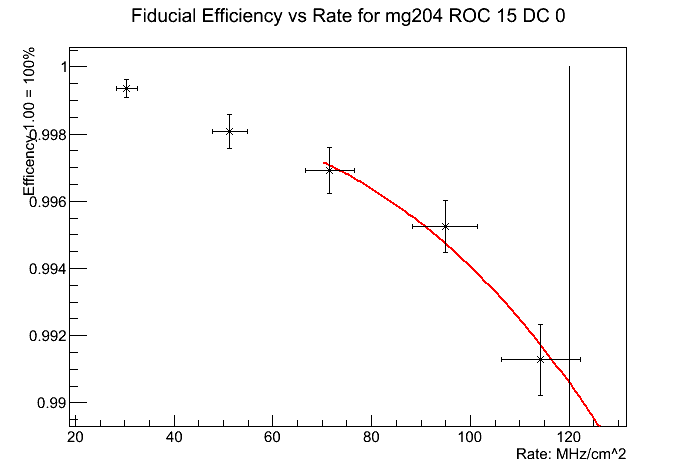 Fiducial Efficiency vs Rate for mg204 ROC 15 DC 0
Efficency 1.00 = 100%
1
0.998
0.996
0.994
0.992
0.99
20 40 60 80 100 120
Rate: MHz/cm^2